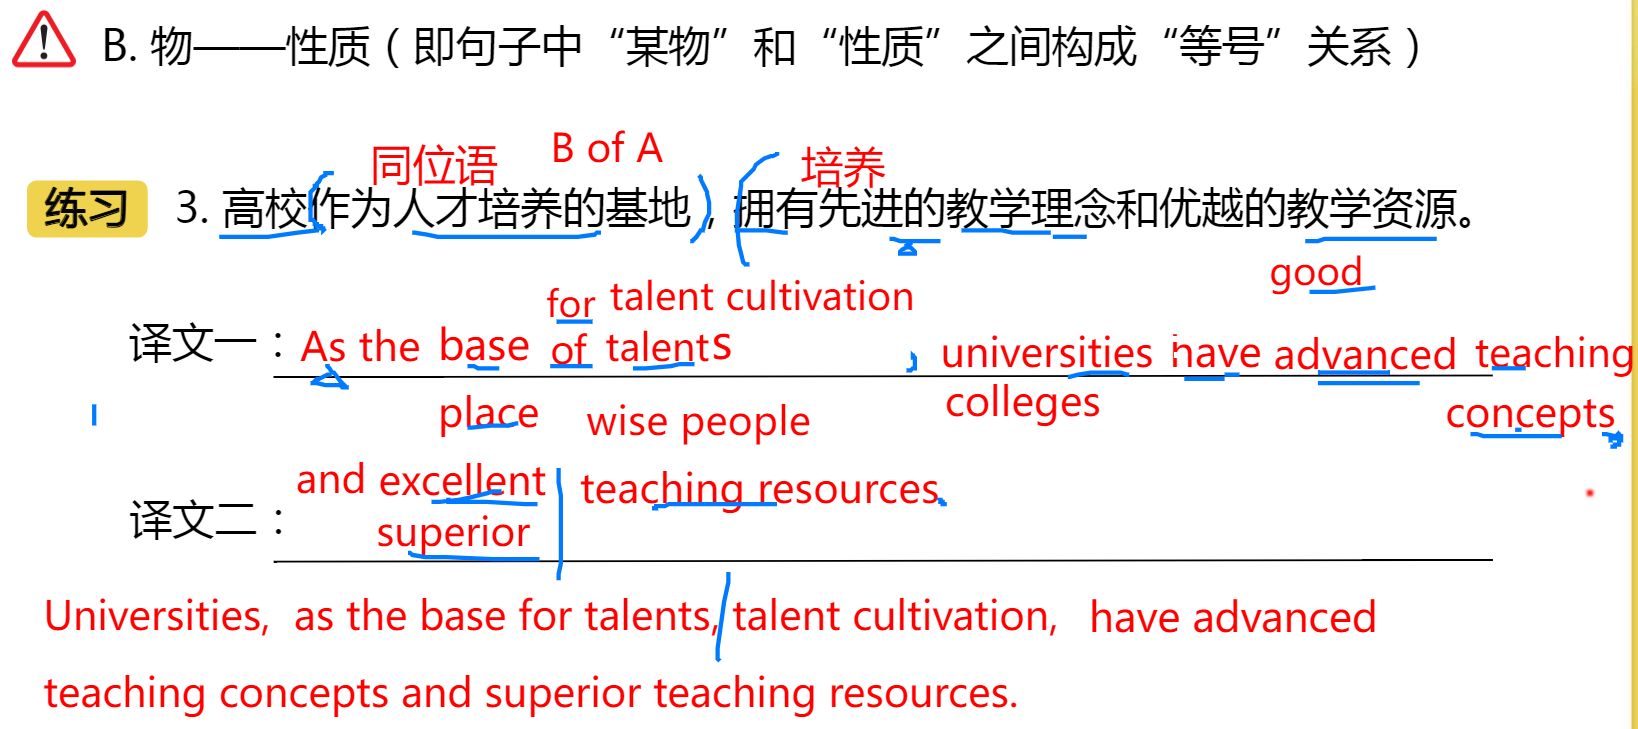 B. 物——性质（即句子中“某物”和“性质”之间构成“等号”关系）
同位语 B of A 培养
练习 3. 高校作为人才培养的基地，拥有先进的教学理念和优越的教学资源。
good
for talent cultivation
译文一：As the base of talents, universities have advanced teaching
place wise people colleges concepts,
and excellent teaching resources.
译文二：superior
Universities, as the base for talents, talent cultivation, have advanced
teaching concepts and superior teaching resources.